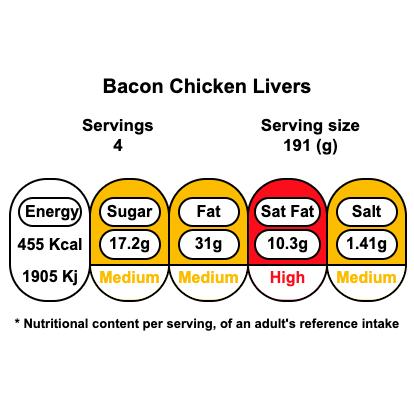 Bacon Chicken Livers
Servings
4
Serving size
191 (g)
Energy Sugar Fat Sat Fat Salt
455 Kcal 17.2g 31g 10.3g 1.41g
1905 Kj Medium Medium High Medium
* Nutritional content per serving, of an adult's reference intake